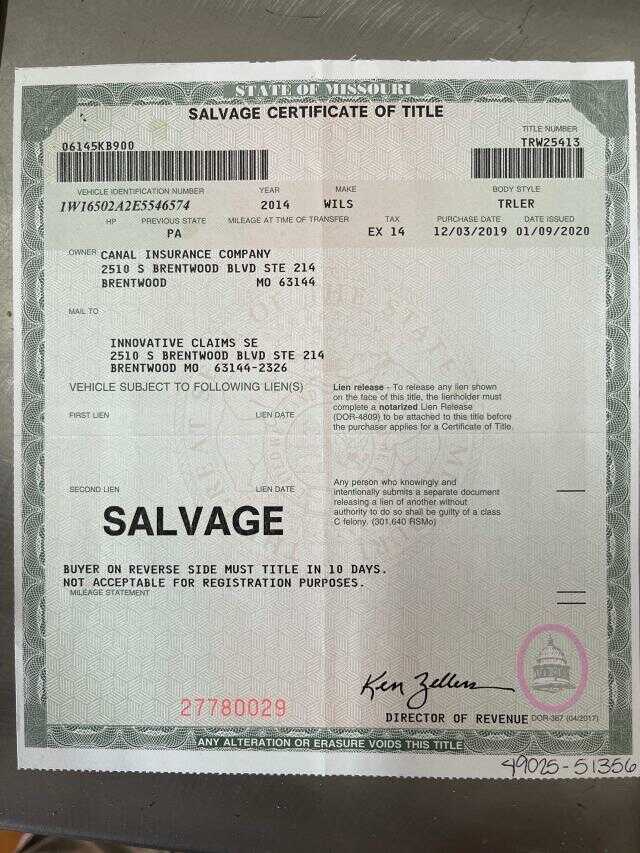 STATE OF MISSOURI
SALVAGE CERTIFICATE OF TITLE
06145KB900
TITLE NUMBER
TRW25413
VEHICLE IDENTIFICATION NUMBER YEAR MAKE BODY STYLE
1W16502A2E5546574 2014 WILS TRLER
HP PREVIOUS STATE MILEAGE AT TIME OF TRANSFER TAX PURCHASE DATE DATE ISSUED
PA EX 14 12/03/2019 01/09/2020
OWNER CANAL INSURANCE COMPANY
2510 S BRENTWOOD BLVD STE 214
BRENTWOOD MO 63144
MAIL TO
INNOVATIVE CLAIMS SE
2510 S BRENTWOOD BLVD STE 214
BRENTWOOD MO 63144-2326
VEHICLE SUBJECT TO FOLLOWING LIEN(S)
FIRST LIEN LIEN DATE
Lien release - To release any lien shown
on the face of this title, the lienholder must
complete a notarized Lien Release
(DOR-4809) to be attached to this title before
the purchaser applies for a Certificate of Title.
SECOND LIEN LIEN DATE
Any person who knowingly and
intentionally submits a separate document
releasing a lien of another without
authority to do so shall be guilty of a class
C felony. (301.640 RSMo)
SALVAGE
BUYER ON REVERSE SIDE MUST TITLE IN 10 DAYS.
NOT ACCEPTABLE FOR REGISTRATION PURPOSES.
MILEAGE STATEMENT
Ken Zellers
27780029
DIRECTOR OF REVENUE DOR-367 (04/2017)
ANY ALTERATION OR ERASURE VOIDS THIS TITLE
49025-51356